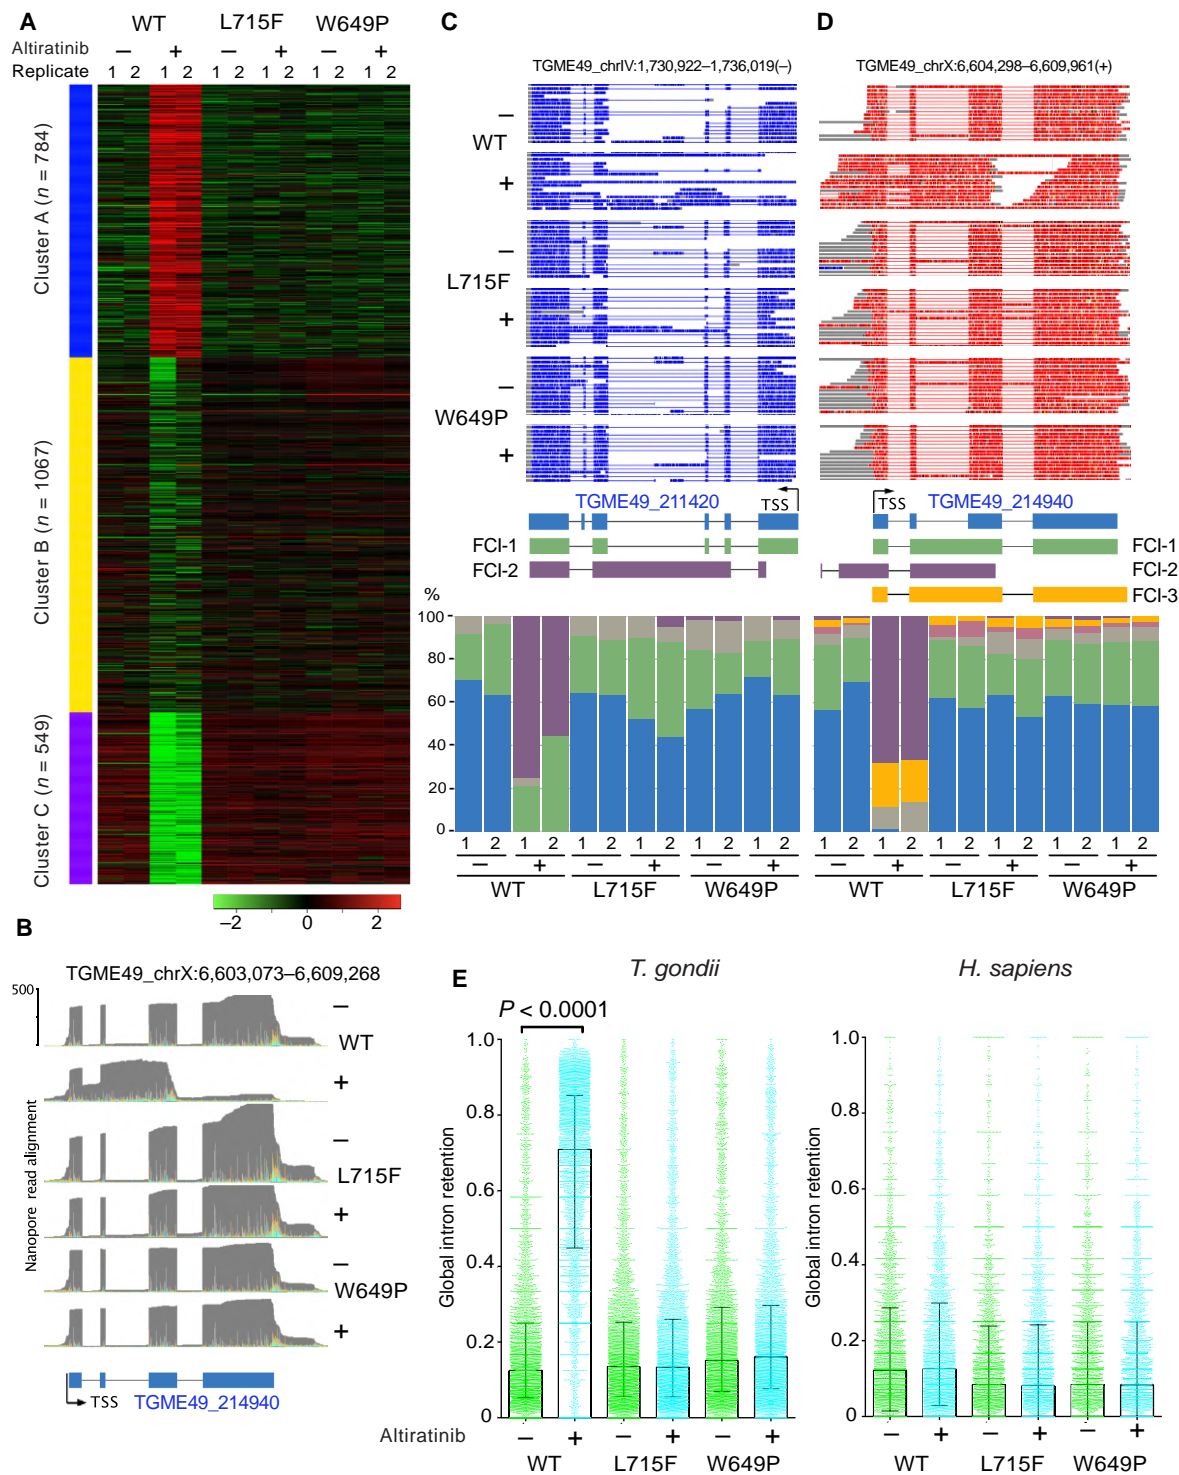 A
WT L715F W649P
Altiratinib − + − + − +
Replicate 1 2 1 2 1 2 1 2 1 2 1 2
Cluster A (n = 784)
Cluster B (n = 1067)
Cluster C (n = 549)
−2 0 2
B
TGME49_chrX:6,603,073–6,609,268
500
Nanopore read alignment
−
WT
+
−
L715F
+
−
W649P
+
TSS TGME49_214940
C
TGME49_chrIV:1,730,922–1,736,019(−)
−
WT
+
−
L715F
+
−
W649P
+
TGME49_211420 TSS
FCI-1
FCI-2
%
100
80
60
40
20
0
1 2 1 2 1 2 1 2 1 2 1 2
− + − + − +
WT L715F W649P
D
TGME49_chrX:6,604,298–6,609,961(+)
TSS TGME49_214940
FCI-1
FCI-2
FCI-3
1 2 1 2 1 2 1 2 1 2 1 2
− + − + − +
WT L715F W649P
E
T. gondii
P < 0.0001
Global intron retention
1.0
0.8
0.6
0.4
0.2
0
Altiratinib − + − + − +
WT L715F W649P
H. sapiens
Global intron retention
1.0
0.8
0.6
0.4
0.2
0
− + − + − +
WT L715F W649P